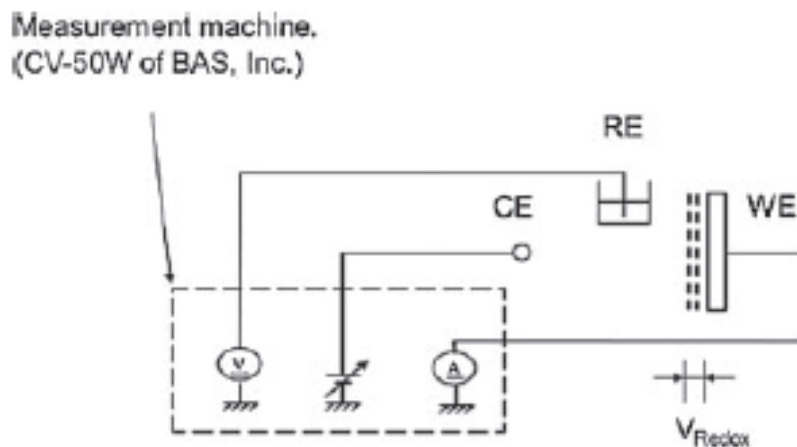 Measurement machine.
(CV-50W of BAS, Inc.)
RE
CE
WE
V
A
VRedox